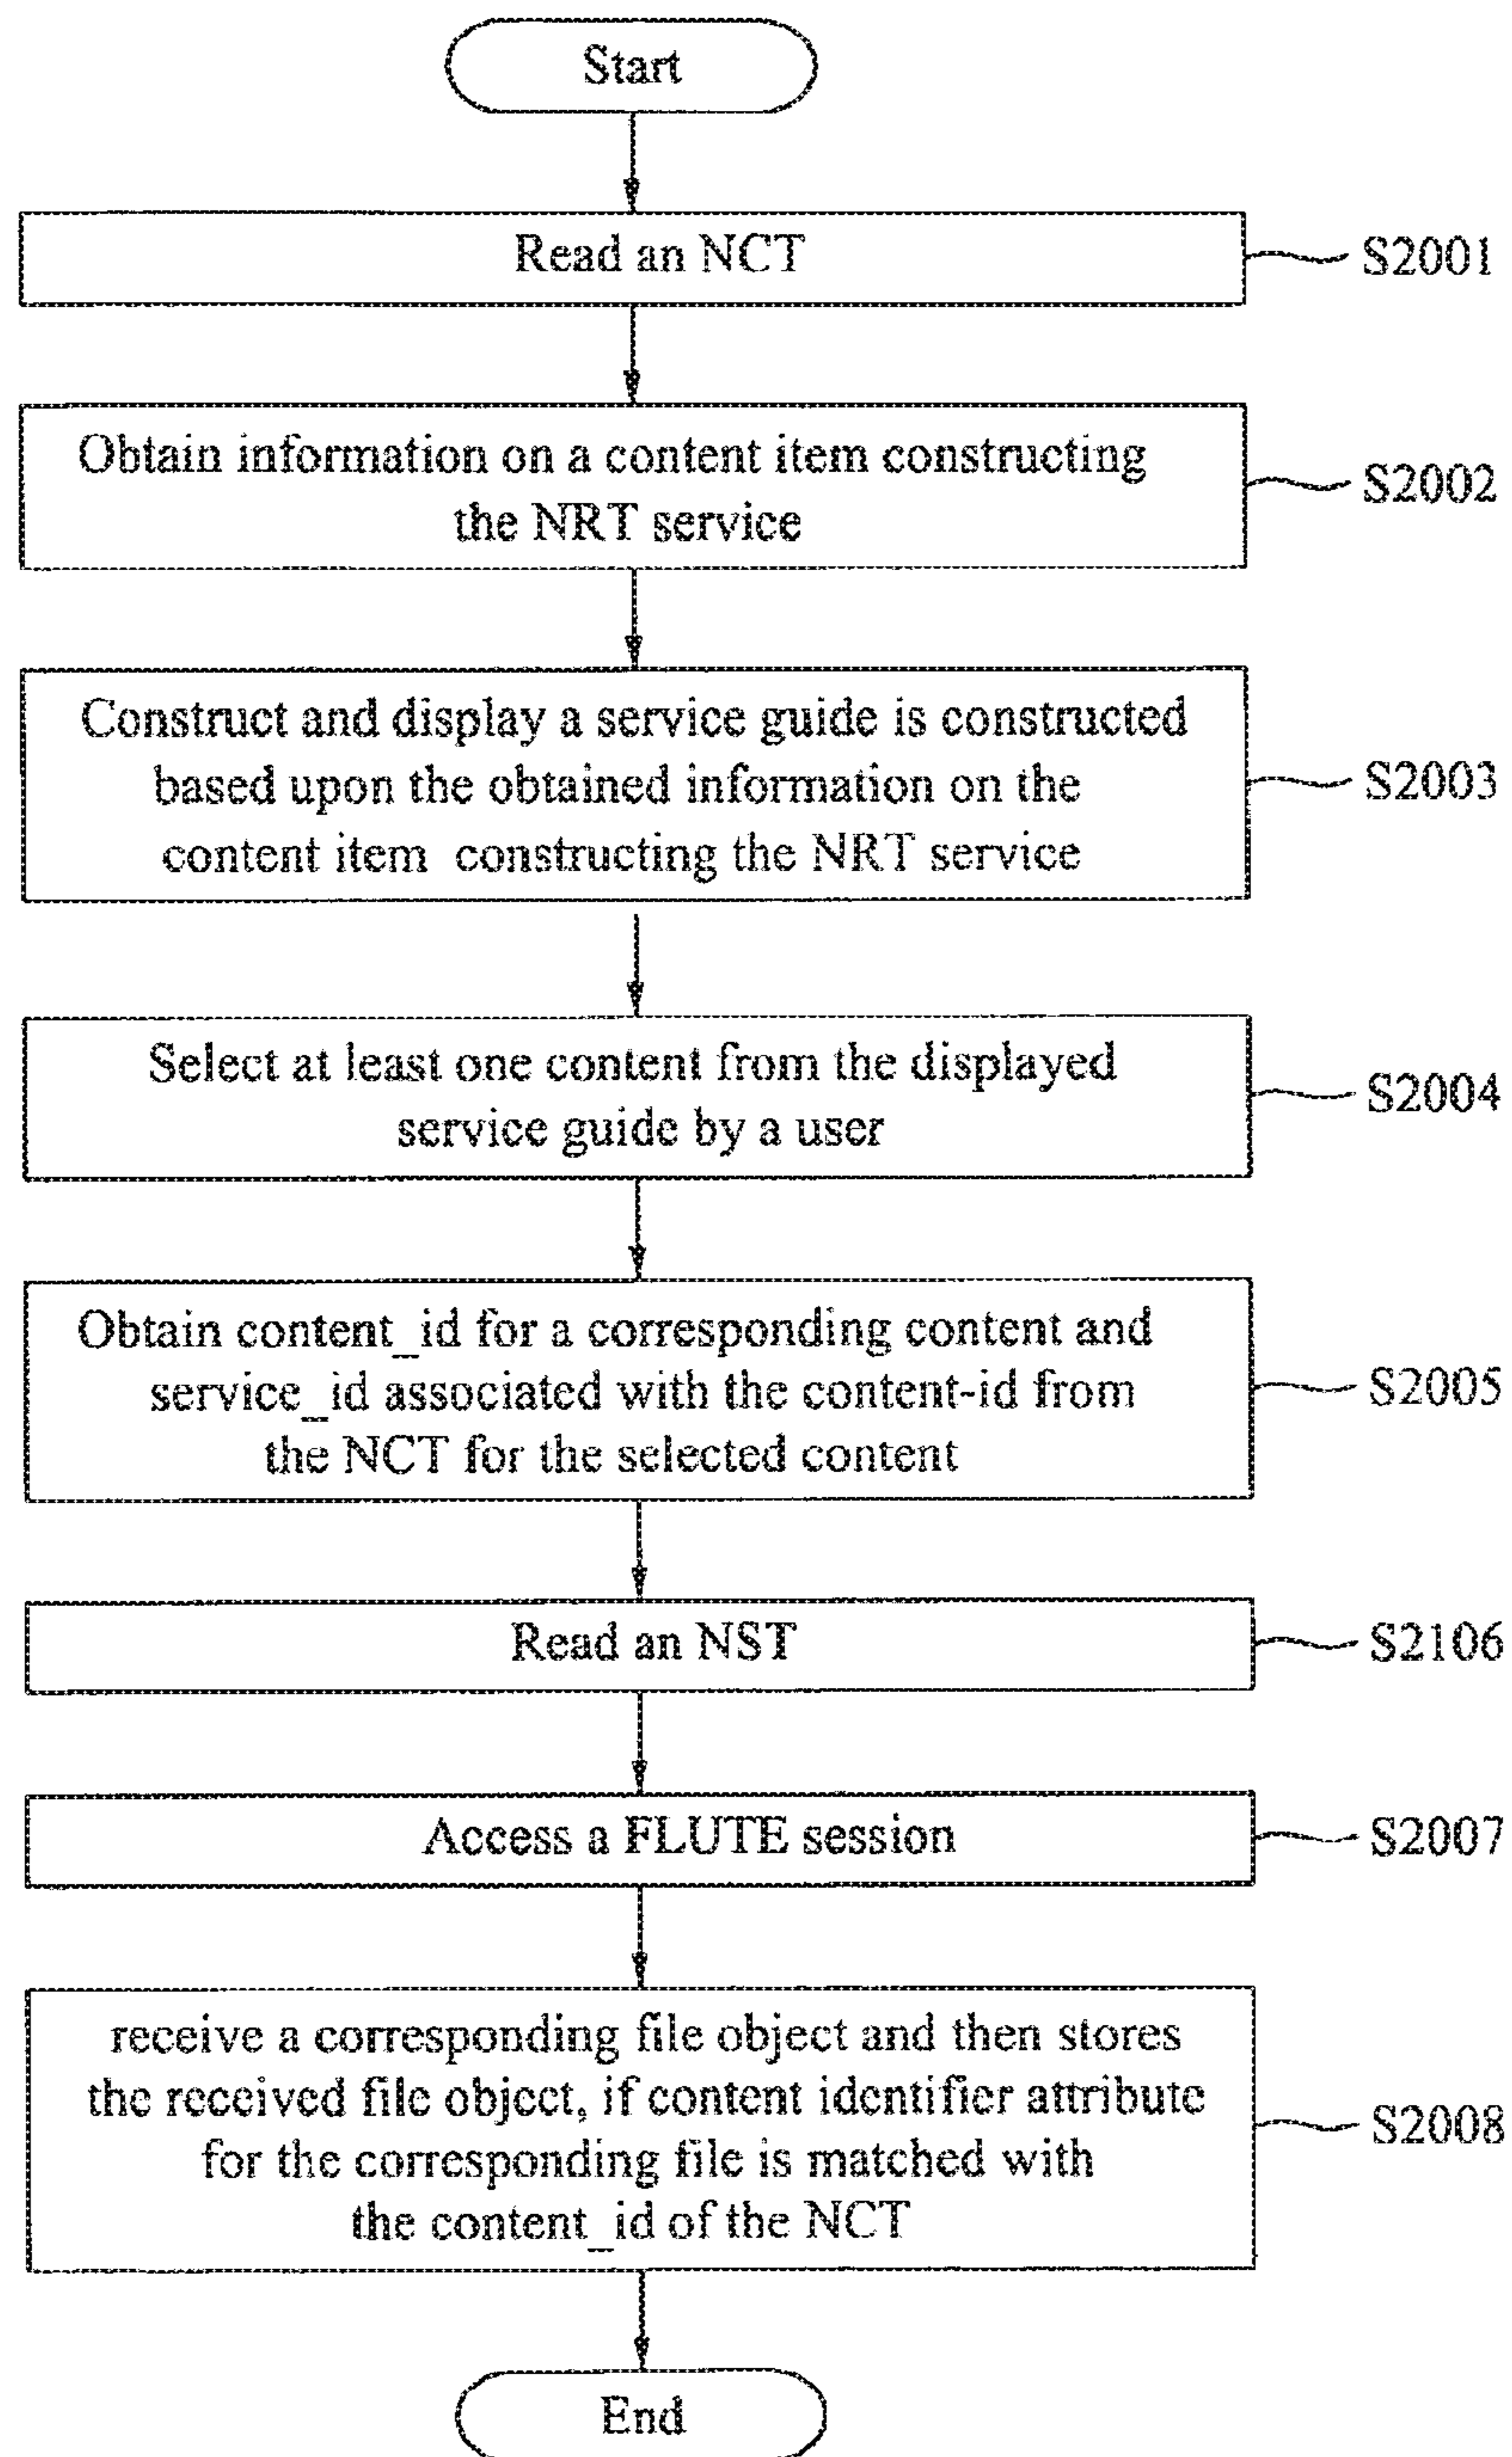 Start
Read an NCT
S2001
Obtain information on a content item constructing
the NRT service
S2002
Construct and display a service guide is constructed
based upon the obtained information on the
content item constructing the NRT service
S2003
Select at least one content from the displayed
service guide by a user
S2004
Obtain content_id for a corresponding content and
service_id associated with the content-id from
the NCT for the selected content
S2005
Read an NST
S2106
Access a FLUTE session
S2007
receive a corresponding file object and then stores
the received file object, if content identifier attribute
for the corresponding file is matched with
the content_id of the NCT
S2008
End